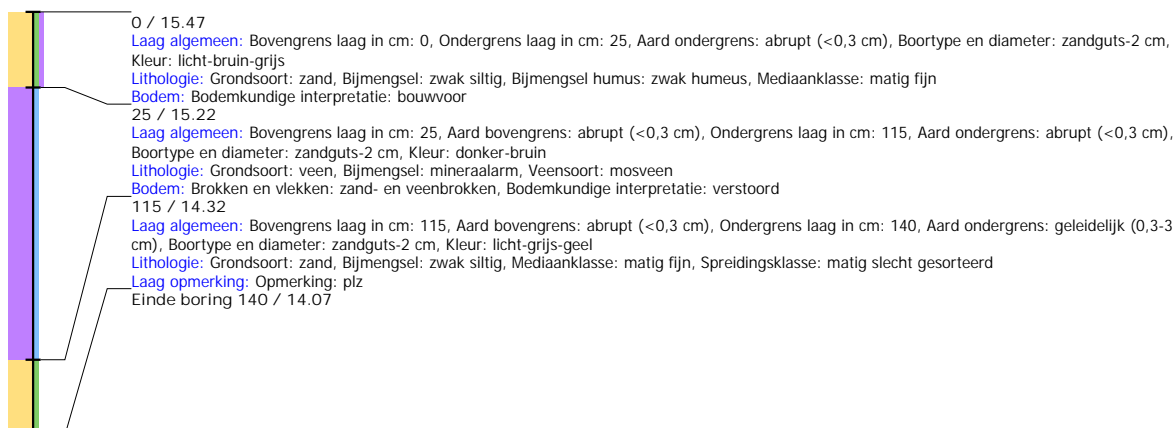 0 / 15.47
Laag algemeen: Bovengrens laag in cm: 0, Ondergrens laag in cm: 25, Aard ondergrens: abrupt (<0,3 cm), Boortype en diameter: zandguts-2 cm,
Kleur: licht-bruin-grijs
Lithologie: Grondsoort: zand, Bijmengsel: zwak siltig, Bijmengsel humus: zwak humeus, Mediaanklasse: matig fijn
Bodem: Bodemkundige interpretatie: bouwvoor
25 / 15.22
Laag algemeen: Bovengrens laag in cm: 25, Aard bovengrens: abrupt (<0,3 cm), Ondergrens laag in cm: 115, Aard ondergrens: abrupt (<0,3 cm),
Boortype en diameter: zandguts-2 cm, Kleur: donker-bruin
Lithologie: Grondsoort: veen, Bijmengsel: mineraalarm, Veensoort: mosveen
Bodem: Brokken en vlekken: zand- en veenbrokken, Bodemkundige interpretatie: verstoord
115 / 14.32
Laag algemeen: Bovengrens laag in cm: 115, Aard bovengrens: abrupt (<0,3 cm), Ondergrens laag in cm: 140, Aard ondergrens: geleidelijk (0,3-3
cm), Boortype en diameter: zandguts-2 cm, Kleur: licht-grijs-geel
Lithologie: Grondsoort: zand, Bijmengsel: zwak siltig, Mediaanklasse: matig fijn, Spreidingsklasse: matig slecht gesorteerd
Laag opmerking: Opmerking: plz
Einde boring 140 / 14.07